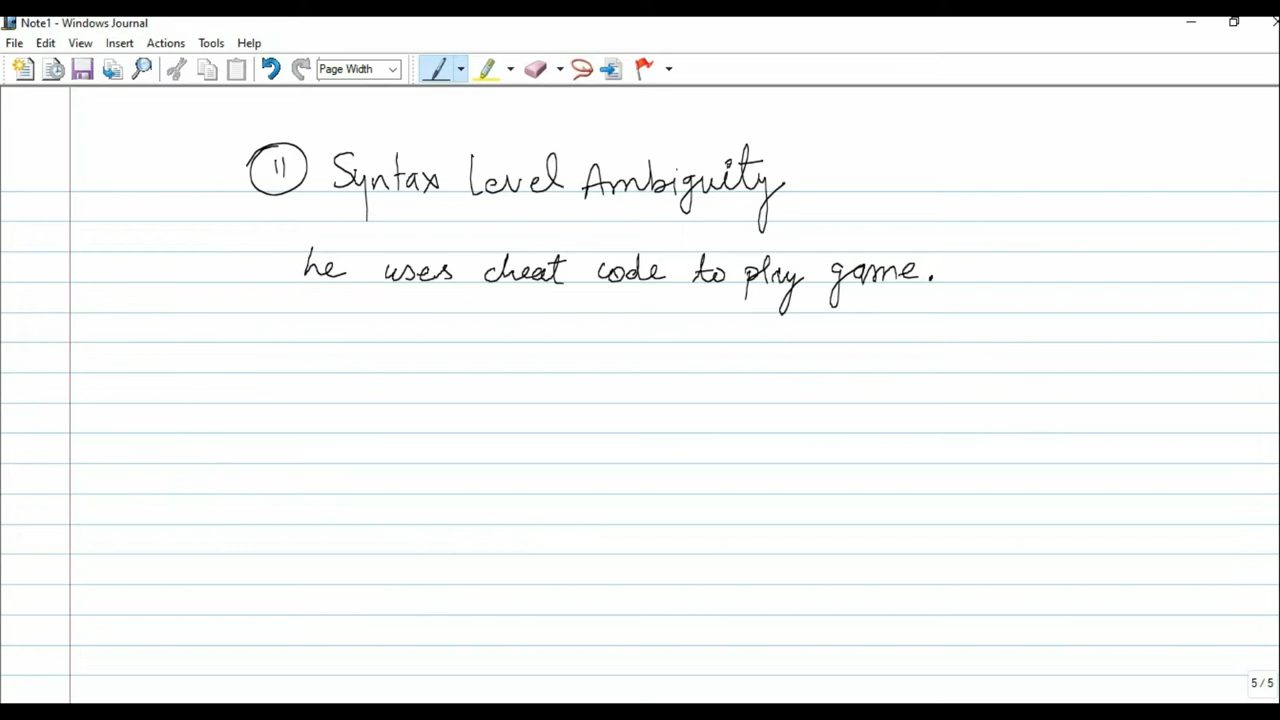 Note1 - Windows Journal
File Edit View Insert Actions Tools Help
Page Width
11 Syntax Level Ambiguity
he uses cheat code to play game.
5 / 5